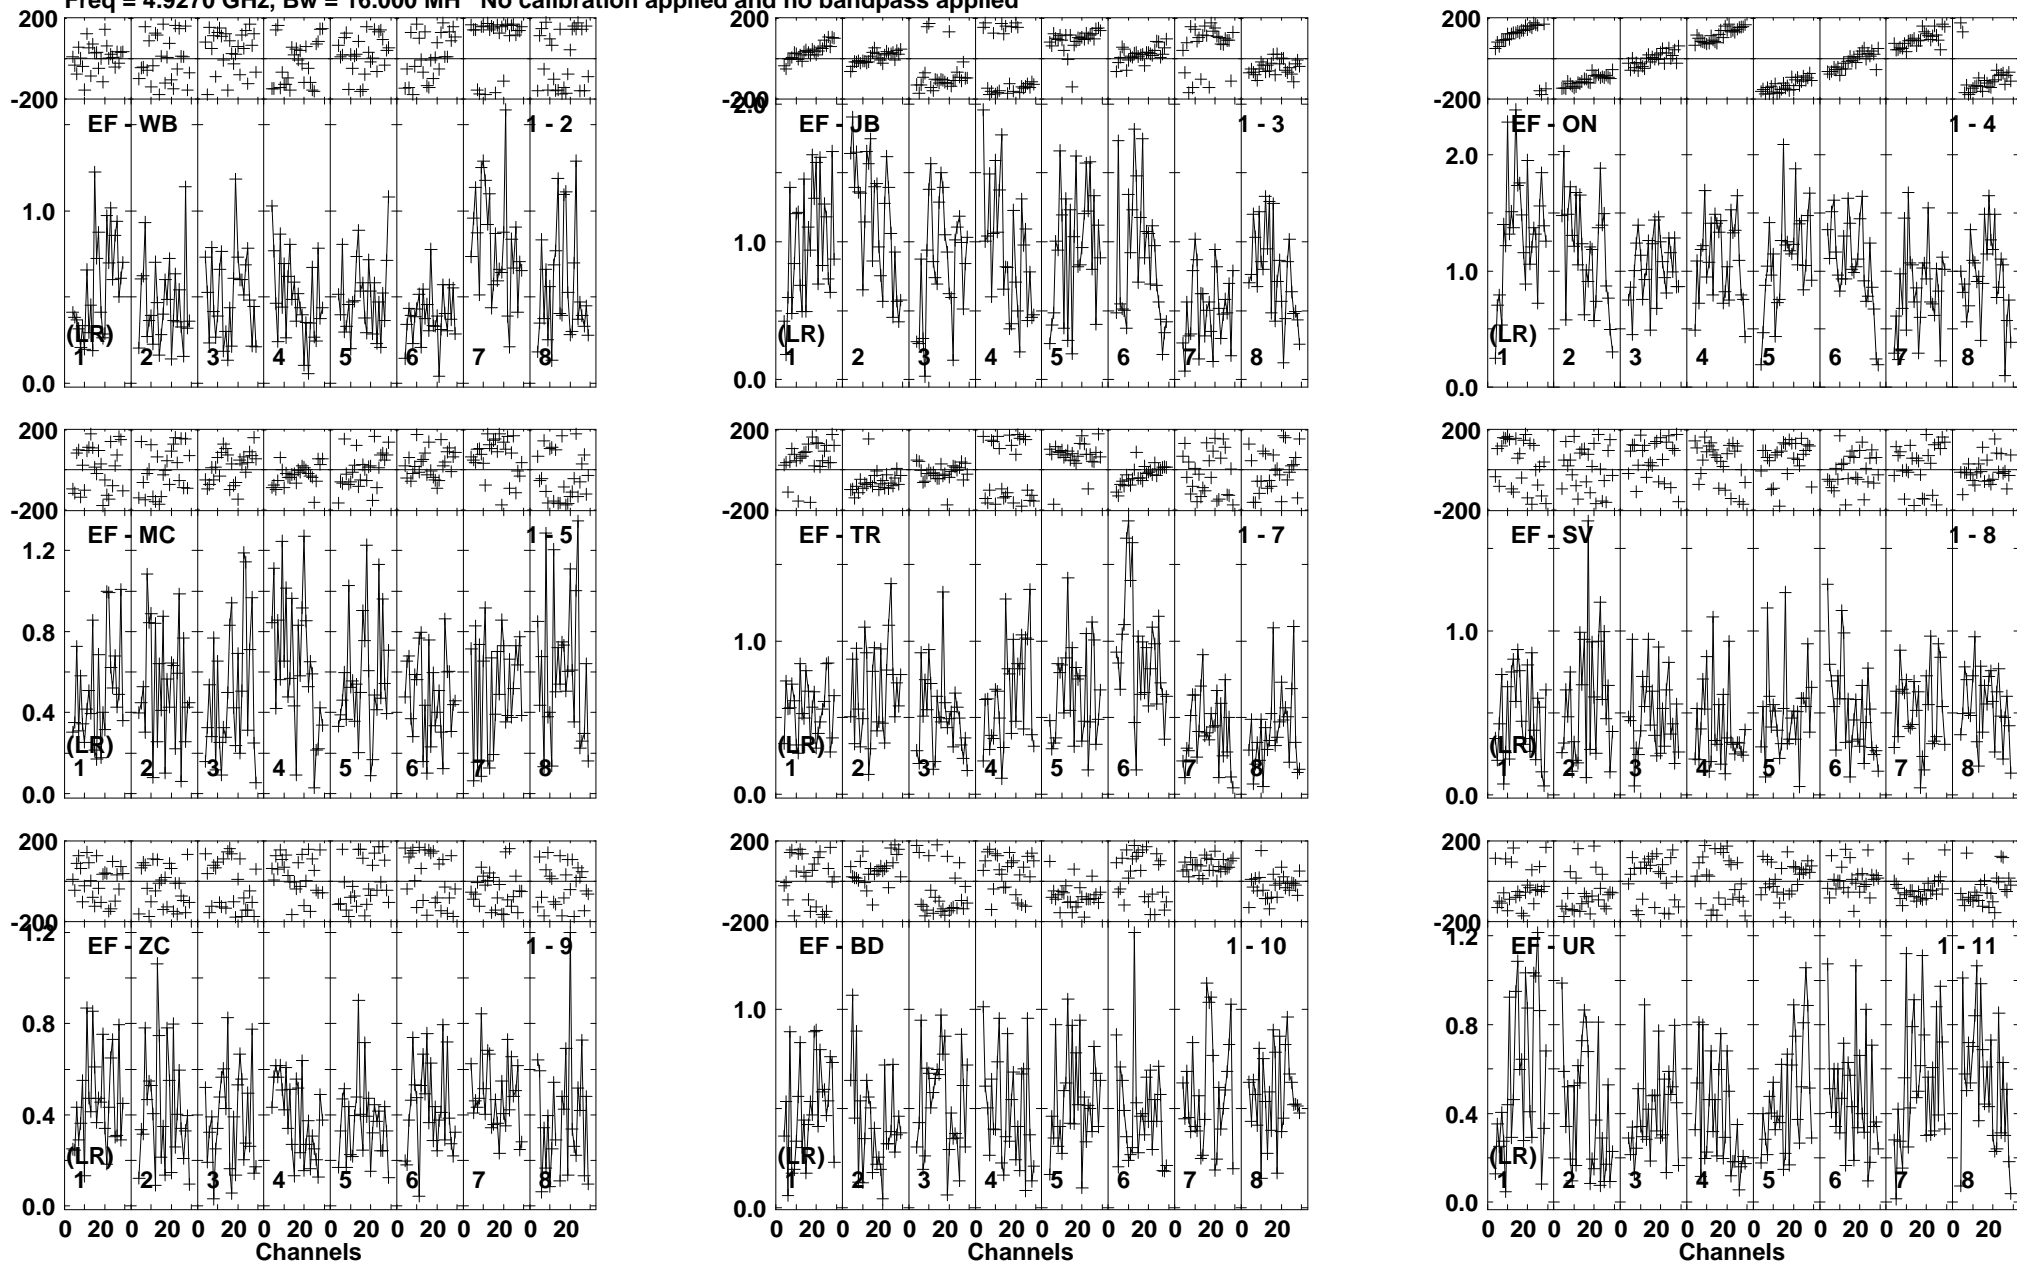 Freq = 4.9270 GHz, Bw = 16.000 MH No calibration applied and no bandpass applied
200 200 200
-200 -200 -200
EF - WB 1 - 2 2.0 EF - JB 1 - 3 EF - ON 1 - 4
2.0
1.0 1.0 1.0
(LR) (LR) (LR)
1 2 3 4 5 6 7 8 1 2 3 4 5 6 7 8 1 2 3 4 5 6 7 8
0.0 0.0 0.0
200 200 200
-200 -200 -200
EF - MC 1 - 5 EF - TR 1 - 7 EF - SV 1 - 8
1.2
0.8 1.0 1.0
0.4
(LR) (LR) (LR)
1 2 3 4 5 6 7 8 1 2 3 4 5 6 7 8 1 2 3 4 5 6 7 8
0.0 0.0 0.0
200 200 200
-200 -200 -200
1.2 EF - ZC 1 - 9 EF - BD 1 - 10 1.2 EF - UR 1 - 11
0.8 1.0 0.8
0.4 0.4
(LR) (LR) (LR)
1 2 3 4 5 6 7 8 1 2 3 4 5 6 7 8 1 2 3 4 5 6 7 8
0.0 0.0 0.0
0 20 0 20 0 20 0 20 0 20 0 20 0 20 0 20 0 20 0 20 0 20 0 20 0 20 0 20 0 20 0 20 0 20 0 20 0 20 0 20 0 20 0 20 0 20 0 20
Channels Channels Channels